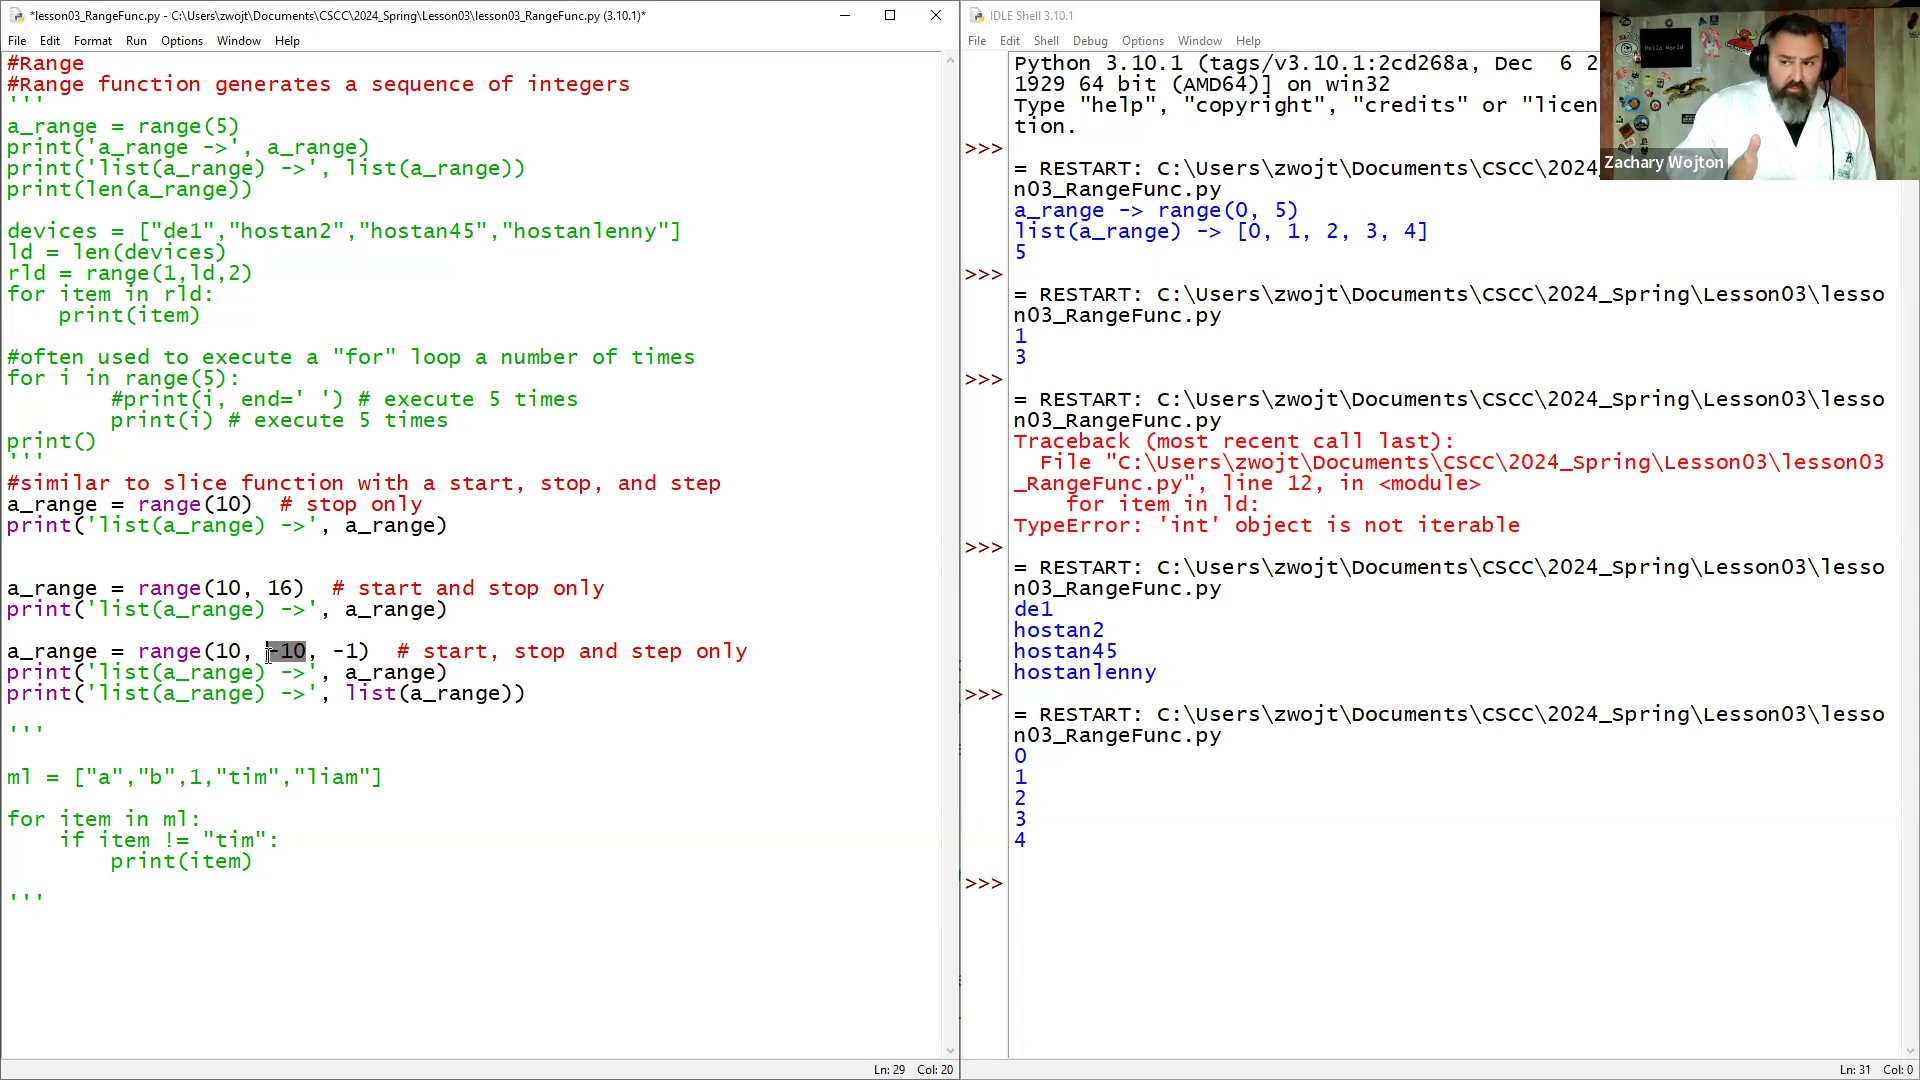 *lesson03_RangeFunc.py - C:\Users\zwojt\Documents\CSCC\2024_Spring\Lesson03\lesson03_RangeFunc.py (3.10.1)*
File Edit Format Run Options Window Help
#Range
#Range function generates a sequence of integers
'''
a_range = range(5)
print('a_range ->', a_range)
print('list(a_range) ->', list(a_range))
print(len(a_range))
devices = ["de1","hostan2","hostan45","hostanlenny"]
ld = len(devices)
rld = range(1,ld,2)
for item in rld:
    print(item)
#often used to execute a "for" loop a number of times
for i in range(5):
        #print(i, end=' ') # execute 5 times
        print(i) # execute 5 times
print()
'''
#similar to slice function with a start, stop, and step
a_range = range(10)  # stop only
print('list(a_range) ->', a_range)
a_range = range(10, 16)  # start and stop only
print('list(a_range) ->', a_range)
a_range = range(10, -10, -1)  # start, stop and step only
print('list(a_range) ->', a_range)
print('list(a_range) ->', list(a_range))
'''
ml = ["a","b",1,"tim","liam"]
for item in ml:
    if item != "tim":
        print(item)
'''
Ln: 29 Col: 20
IDLE Shell 3.10.1
File Edit Shell Debug Options Window Help
Python 3.10.1 (tags/v3.10.1:2cd268a, Dec  6 2
1929 64 bit (AMD64)] on win32
Type "help", "copyright", "credits" or "licen
tion.
>>>
= RESTART: C:\Users\zwojt\Documents\CSCC\2024_Spring\
n03_RangeFunc.py
a_range -> range(0, 5)
list(a_range) -> [0, 1, 2, 3, 4]
5
>>>
= RESTART: C:\Users\zwojt\Documents\CSCC\2024_Spring\Lesson03\lesso
n03_RangeFunc.py
1
3
>>>
= RESTART: C:\Users\zwojt\Documents\CSCC\2024_Spring\Lesson03\lesso
n03_RangeFunc.py
Traceback (most recent call last):
  File "C:\Users\zwojt\Documents\CSCC\2024_Spring\Lesson03\lesson03
_RangeFunc.py", line 12, in <module>
    for item in ld:
TypeError: 'int' object is not iterable
>>>
= RESTART: C:\Users\zwojt\Documents\CSCC\2024_Spring\Lesson03\lesso
n03_RangeFunc.py
de1
hostan2
hostan45
hostanlenny
>>>
= RESTART: C:\Users\zwojt\Documents\CSCC\2024_Spring\Lesson03\lesso
n03_RangeFunc.py
0
1
2
3
4
>>>
Ln: 31 Col: 0
Hello World
Zachary Wojton